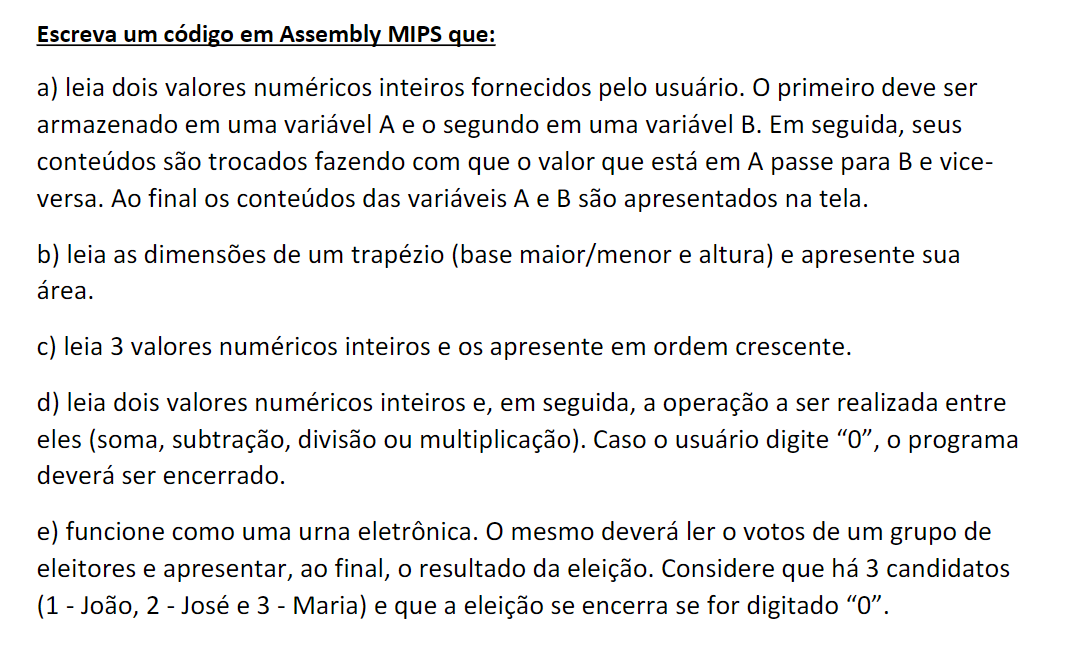 Escreva um código em Assembly MIPS que:
a) leia dois valores numéricos inteiros fornecidos pelo usuário. O primeiro deve ser
armazenado em uma variável A e o segundo em uma variável B. Em seguida, seus
conteúdos são trocados fazendo com que o valor que está em A passe para B e vice-
versa. Ao final os conteúdos das variáveis A e B são apresentados na tela.
b) leia as dimensões de um trapézio (base maior/menor e altura) e apresente sua
área.
c) leia 3 valores numéricos inteiros e os apresente em ordem crescente.
d) leia dois valores numéricos inteiros e, em seguida, a operação a ser realizada entre
eles (soma, subtração, divisão ou multiplicação). Caso o usuário digite “0”, o programa
deverá ser encerrado.
e) funcione como uma urna eletrônica. O mesmo deverá ler o votos de um grupo de
eleitores e apresentar, ao final, o resultado da eleição. Considere que há 3 candidatos
(1 - João, 2 - José e 3 - Maria) e que a eleição se encerra se for digitado “0”.